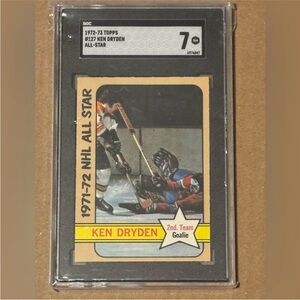 SGC
1972-73 TOPPS
#127 KEN DRYDEN
ALL-STAR
7
NM
1971-72 NHL ALL STAR
KEN DRYDEN
2nd. Team
Goalie